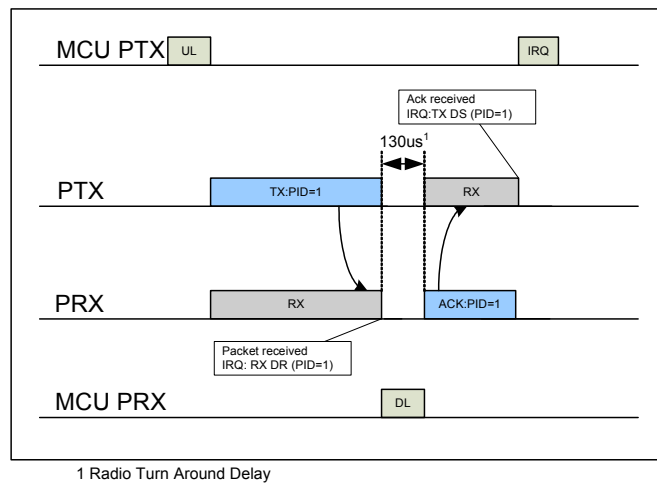 MCU PTX
UL
IRQ
Ack received
IRQ:TX DS (PID=1)
130us1
PTX
TX:PID=1
RX
PRX
RX
ACK:PID=1
Packet received
IRQ: RX DR (PID=1)
MCU PRX
DL
1 Radio Turn Around Delay